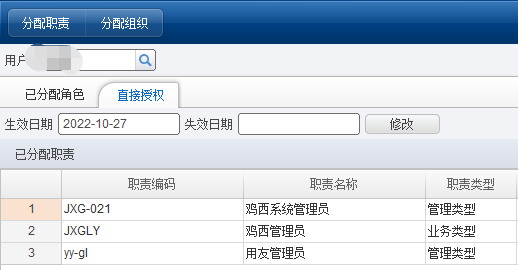 分配职责 分配组织
用户
已分配角色 直接授权
生效日期 2022-10-27 失效日期 修改
已分配职责
职责编码 职责名称 职责类型
1 JXG-021 鸡西系统管理员 管理类型
2 JXGLY 鸡西管理员 业务类型
3 yy-gl 用友管理员 管理类型